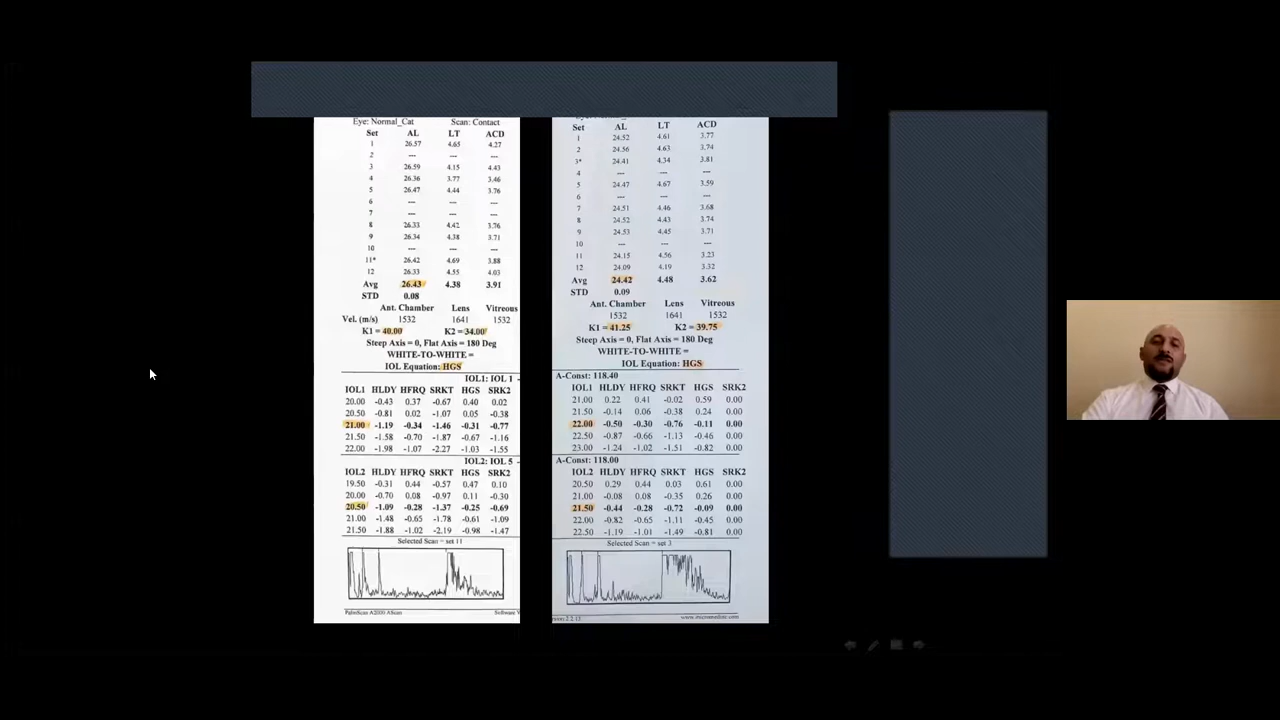 Eye: Normal_Cat Scan: Contact
Set AL LT ACD
1 26.57 4.65 4.27
2 --- --- ---
3 26.59 4.15 4.43
4 26.36 3.77 3.46
5 26.47 4.44 3.76
6 --- --- ---
7 --- --- ---
8 26.33 4.42 3.76
9 26.34 4.38 3.71
10 --- --- ---
11* 26.42 4.69 3.88
12 26.33 4.55 4.03
Avg 26.43 4.38 3.91
STD 0.08
Ant. Chamber Lens Vitreous
Vel. (m/s) 1532 1641 1532
K1 = 40.00 K2 = 34.00
Steep Axis = 0, Flat Axis = 180 Deg
WHITE-TO-WHITE =
IOL Equation: HGS
IOL1: IOL 1 -
IOL1 HLDY HFRQ SRKT HGS SRK2
20.00 -0.43 0.37 -0.67 0.40 0.02
20.50 -0.81 0.02 -1.07 0.05 -0.38
21.00 -1.19 -0.34 -1.46 -0.31 -0.77
21.50 -1.58 -0.70 -1.87 -0.67 -1.16
22.00 -1.98 -1.07 -2.27 -1.03 -1.55
IOL2: IOL 5 -
IOL2 HLDY HFRQ SRKT HGS SRK2
19.50 -0.31 0.44 -0.57 0.47 0.10
20.00 -0.70 0.08 -0.97 0.11 -0.30
20.50 -1.09 -0.28 -1.37 -0.25 -0.69
21.00 -1.48 -0.65 -1.78 -0.61 -1.09
21.50 -1.88 -1.02 -2.19 -0.98 -1.47
Selected Scan = set 11
PalmScan A2000 AScan Software V
Set AL LT ACD
1 24.52 4.61 3.77
2 24.56 4.63 3.74
3* 24.41 4.34 3.81
4 --- --- ---
5 24.47 4.67 3.59
6 --- --- ---
7 24.51 4.46 3.68
8 24.52 4.43 3.74
9 24.53 4.45 3.71
10 --- --- ---
11 24.15 4.56 3.23
12 24.09 4.19 3.32
Avg 24.42 4.48 3.62
STD 0.09
Ant. Chamber Lens Vitreous
1532 1641 1532
K1 = 41.25 K2 = 39.75
Steep Axis = 0, Flat Axis = 180 Deg
WHITE-TO-WHITE =
IOL Equation: HGS
A-Const: 118.40
IOL1 HLDY HFRQ SRKT HGS SRK2
21.00 0.22 0.41 -0.02 0.59 0.00
21.50 -0.14 0.06 -0.38 0.24 0.00
22.00 -0.50 -0.30 -0.76 -0.11 0.00
22.50 -0.87 -0.66 -1.13 -0.46 0.00
23.00 -1.24 -1.02 -1.51 -0.82 0.00
A-Const: 118.00
IOL2 HLDY HFRQ SRKT HGS SRK2
20.50 0.29 0.44 0.03 0.61 0.00
21.00 -0.08 0.08 -0.35 0.26 0.00
21.50 -0.44 -0.28 -0.72 -0.09 0.00
22.00 -0.82 -0.65 -1.11 -0.45 0.00
22.50 -1.19 -1.01 -1.49 -0.81 0.00
Selected Scan = set 3